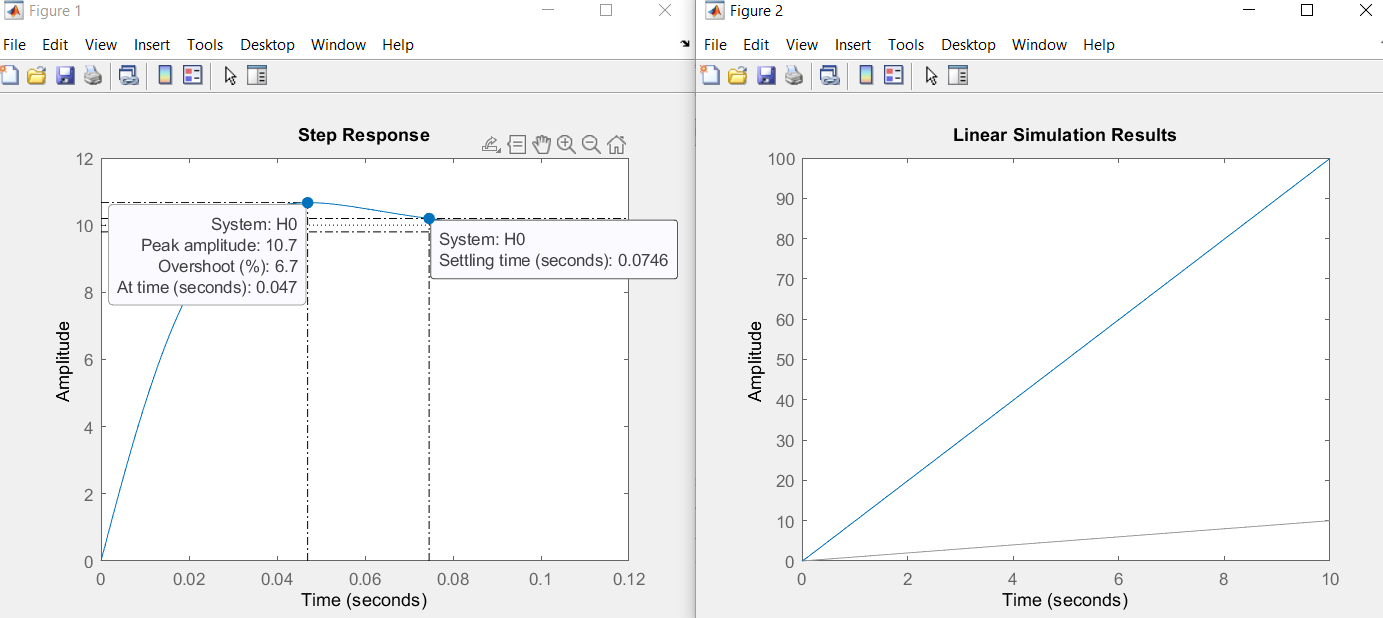 Figure 1
File Edit View Insert Tools Desktop Window Help
Step Response
12
10
8
6
4
2
0
Amplitude
System: H0
Peak amplitude: 10.7
Overshoot (%): 6.7
At time (seconds): 0.047
System: H0
Settling time (seconds): 0.0746
0 0.02 0.04 0.06 0.08 0.1 0.12
Time (seconds)
Figure 2
File Edit View Insert Tools Desktop Window Help
Linear Simulation Results
100
90
80
70
60
50
40
30
20
10
0
Amplitude
0 2 4 6 8 10
Time (seconds)